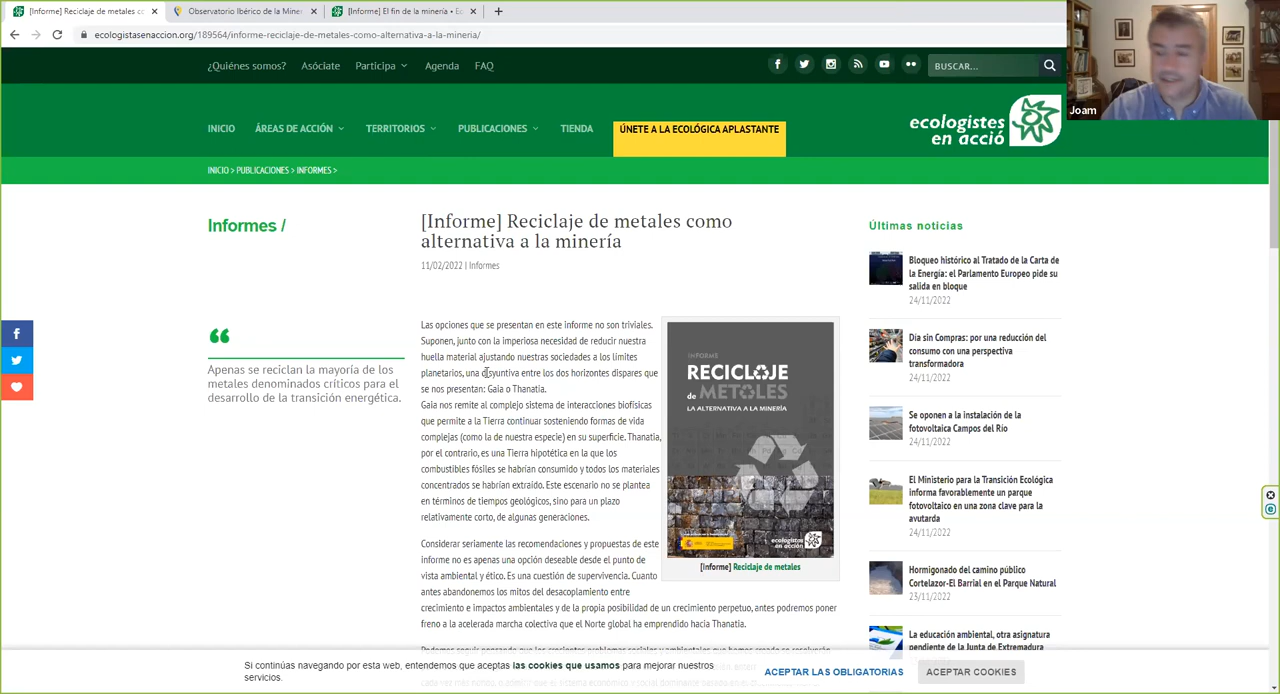 [Informe] Reciclaje de metales co
Observatorio Ibérico de la Mine
[Informe] El fin de la minería • Ec
ecologistasenaccion.org/189564/informe-reciclaje-de-metales-como-alternativa-a-la-mineria/
Joam
¿Quiénes somos? Asóciate Participa Agenda FAQ
BUSCAR...
INICIO ÁREAS DE ACCIÓN TERRITORIOS PUBLICACIONES TIENDA
ÚNETE A LA ECOLÓGICA APLASTANTE
ecologistes
en acció
INICIO > PUBLICACIONES > INFORMES >
Informes /
[Informe] Reciclaje de metales como
alternativa a la minería
11/02/2022 | Informes
Apenas se reciclan la mayoría de los
metales denominados críticos para el
desarrollo de la transición energética.
Las opciones que se presentan en este informe no son triviales.
Suponen, junto con la imperiosa necesidad de reducir nuestra
huella material ajustando nuestras sociedades a los límites
planetarios, una disyuntiva entre los dos horizontes dispares que
se nos presentan: Gaia o Thanatia.
Gaia nos remite al complejo sistema de interacciones biofísicas
que permite a la Tierra continuar sosteniendo formas de vida
complejas (como la de nuestra especie) en su superficie. Thanatia,
por el contrario, es una Tierra hipotética en la que los
combustibles fósiles se habrían consumido y todos los materiales
concentrados se habrían extraído. Este escenario no se plantea
en términos de tiempos geológicos, sino para un plazo
relativamente corto, de algunas generaciones.
Considerar seriamente las recomendaciones y propuestas de este
informe no es apenas una opción deseable desde el punto de
vista ambiental y ético. Es una cuestión de supervivencia. Cuanto
antes abandonemos los mitos del desacoplamiento entre
crecimiento e impactos ambientales y de la propia posibilidad de un crecimiento perpetuo, antes podremos poner
freno a la acelerada marcha colectiva que el Norte global ha emprendido hacia Thanatia.
INFORME
RECICLAJE
de METALES
LA ALTERNATIVA A LA MINERÍA
ecologistas
en acción
[Informe] Reciclaje de metales
Últimas noticias
Bloqueo histórico al Tratado de la Carta de
la Energía: el Parlamento Europeo pide su
salida en bloque
24/11/2022
Día sin Compras: por una reducción del
consumo con una perspectiva
transformadora
24/11/2022
Se oponen a la instalación de la
fotovoltaica Campos del Río
24/11/2022
El Ministerio para la Transición Ecológica
informa favorablemente un parque
fotovoltaico en una zona clave para la
avutarda
24/11/2022
Hormigonado del camino público
Cortelazor-El Barrial en el Parque Natural
23/11/2022
La educación ambiental, otra asignatura
pendiente de la Junta de Extremadura
Si continúas navegando por esta web, entendemos que aceptas las cookies que usamos para mejorar nuestros
servicios.
ACEPTAR LAS OBLIGATORIAS
ACEPTAR COOKIES